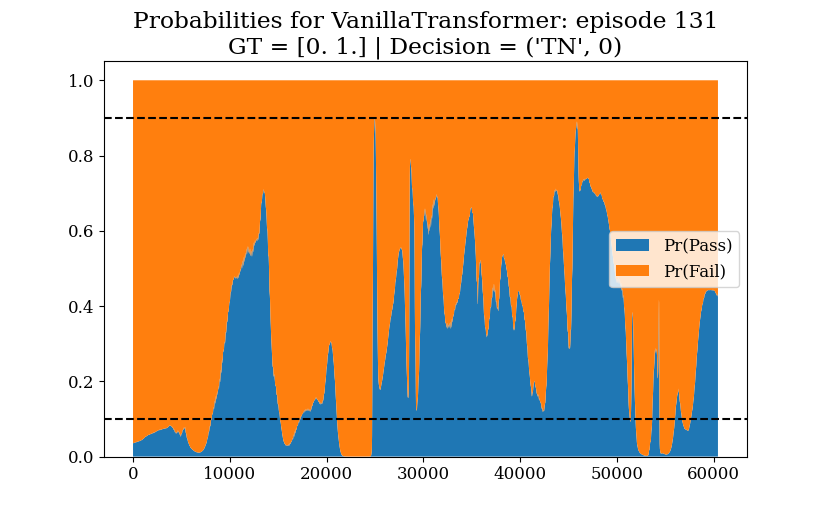 Probabilities for VanillaTransformer: episode 131
GT = [0. 1.] | Decision = ('TN', 0)
1.0
0.8
0.6
0.4
0.2
0.0
Pr(Pass)
Pr(Fail)
0 10000 20000 30000 40000 50000 60000